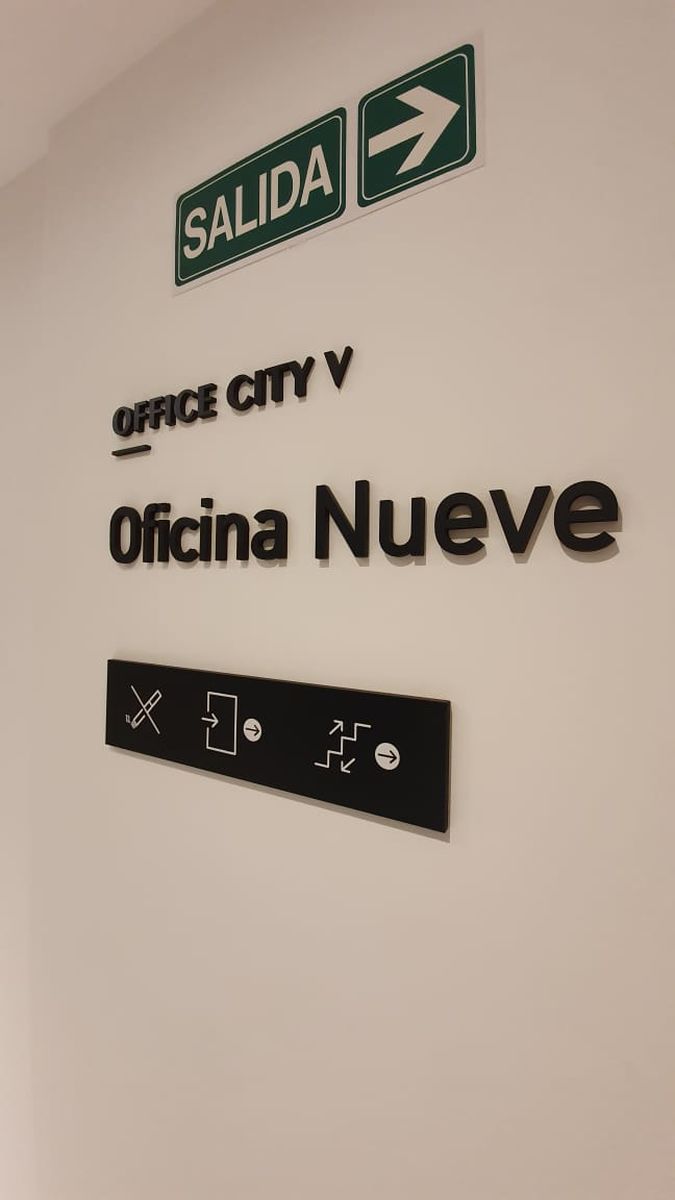 SALIDA
OFFICE CITY V
Oficina Nueve